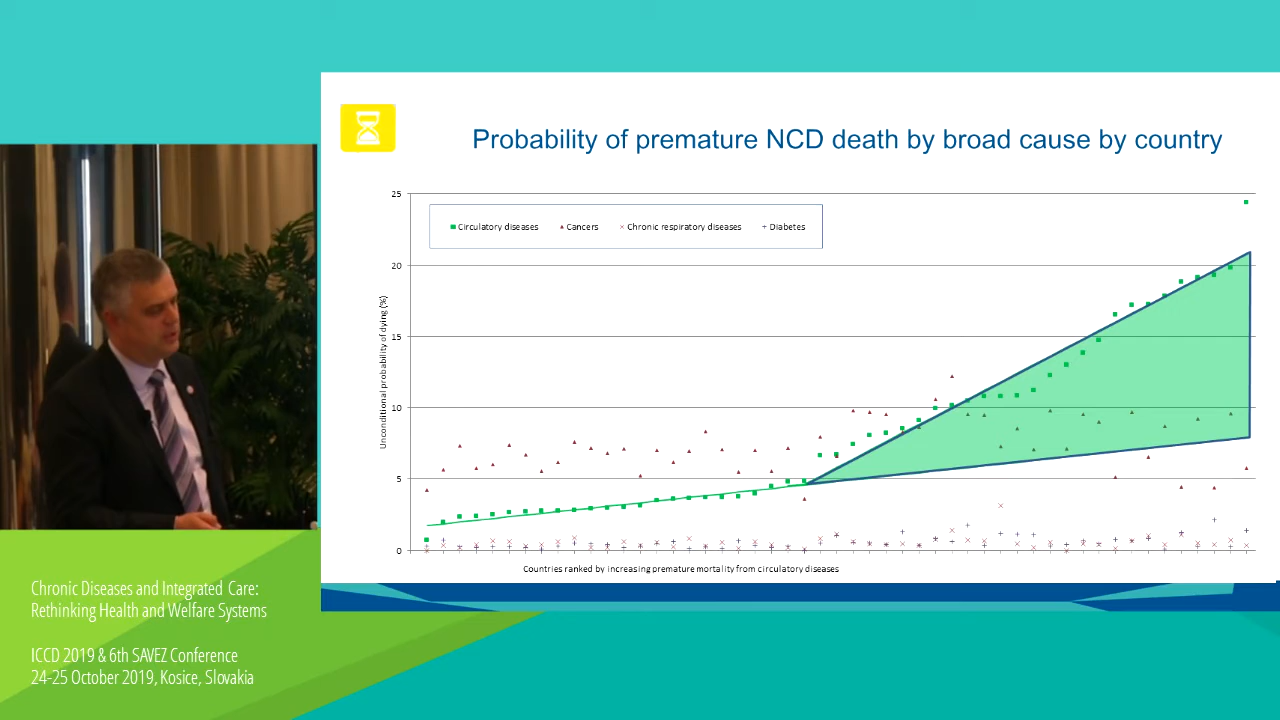 Probability of premature NCD death by broad cause by country
25
20
15
10
5
0
Unconditional probability of dying (%)
Circulatory diseases
Cancers
Chronic respiratory diseases
Diabetes
Countries ranked by increasing premature mortality from circulatory diseases
Chronic Diseases and Integrated Care:
Rethinking Health and Welfare Systems
ICCD 2019 & 6th SAVEZ Conference
24-25 October 2019, Kosice, Slovakia